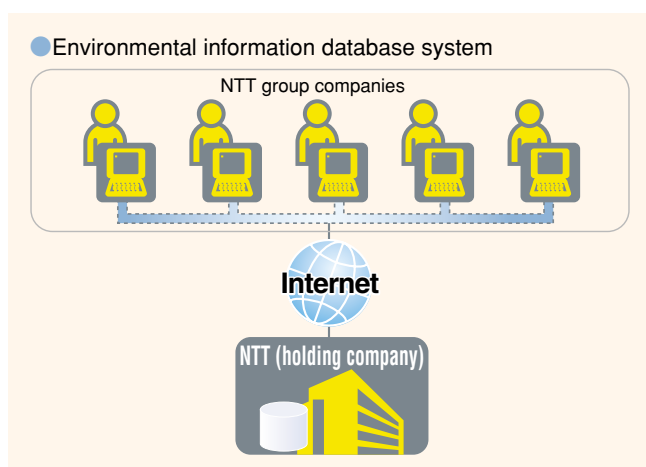 Environmental information database system
NTT group companies
Internet
NTT (holding company)